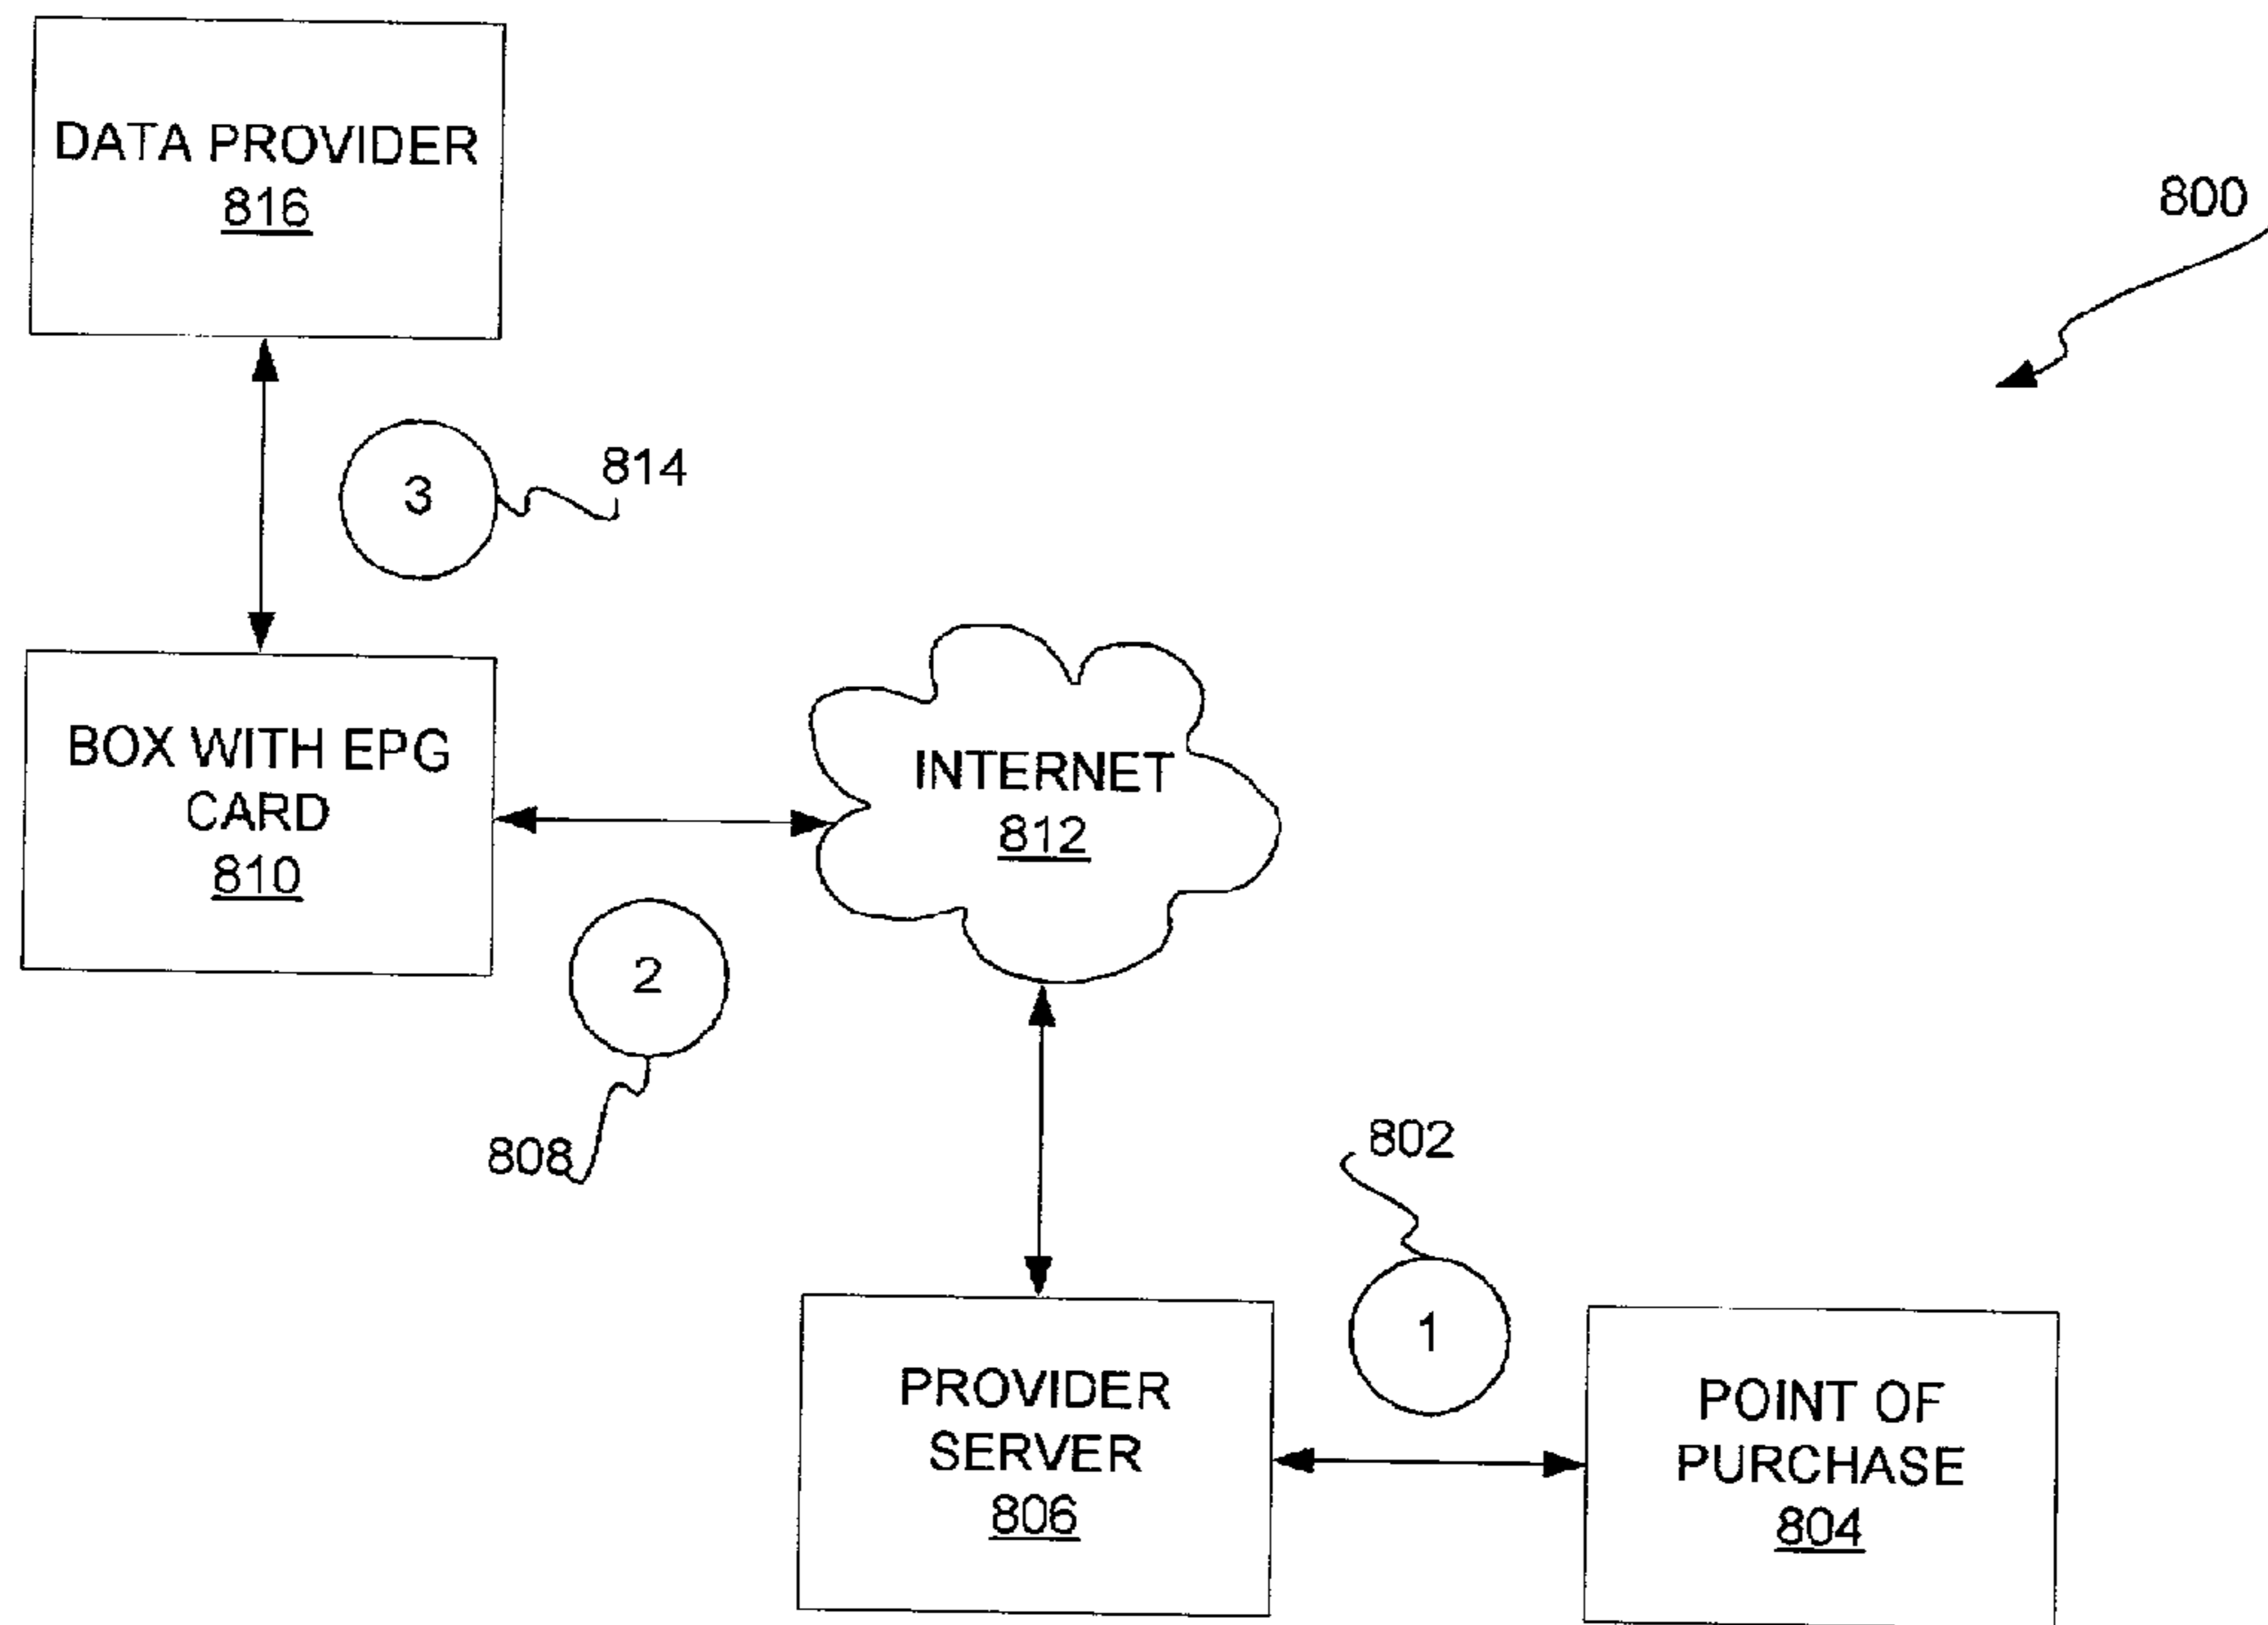 DATA PROVIDER
816
800
3
814
BOX WITH EPG
CARD
810
INTERNET
812
2
808
802
1
PROVIDER
SERVER
806
POINT OF
PURCHASE
804